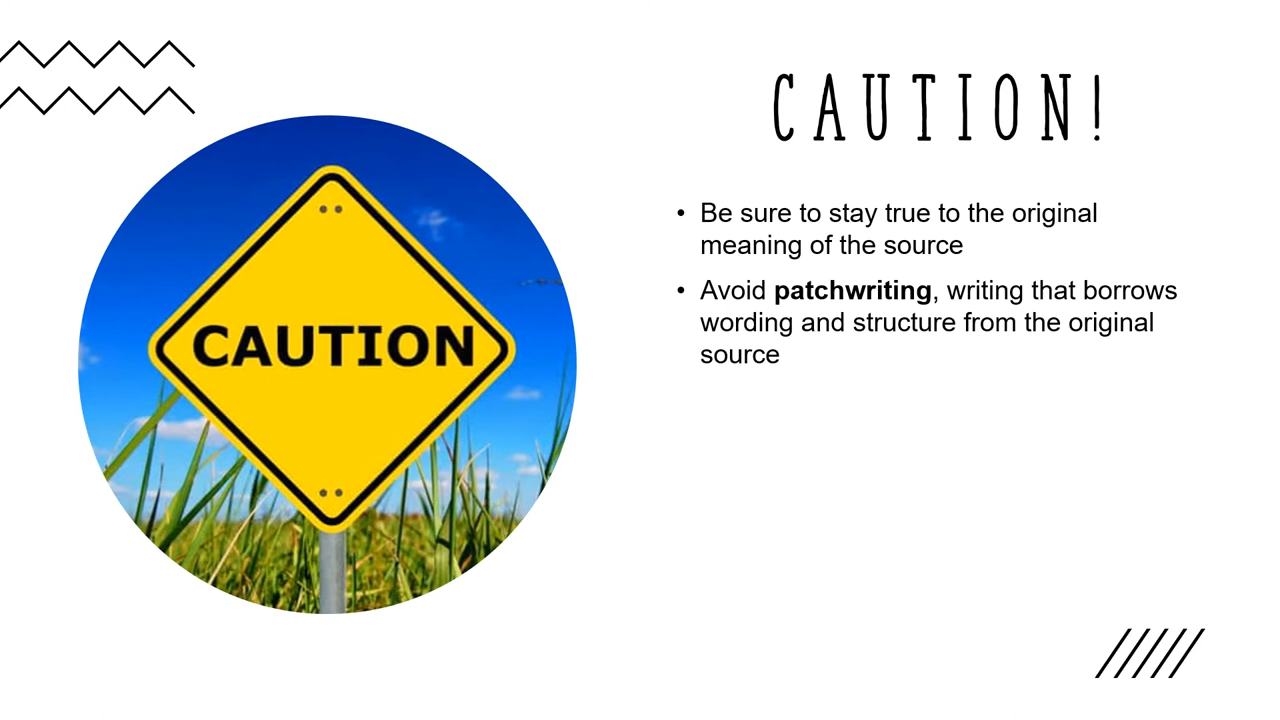 CAUTION!
CAUTION
• Be sure to stay true to the original
meaning of the source
• Avoid patchwriting, writing that borrows
wording and structure from the original
source